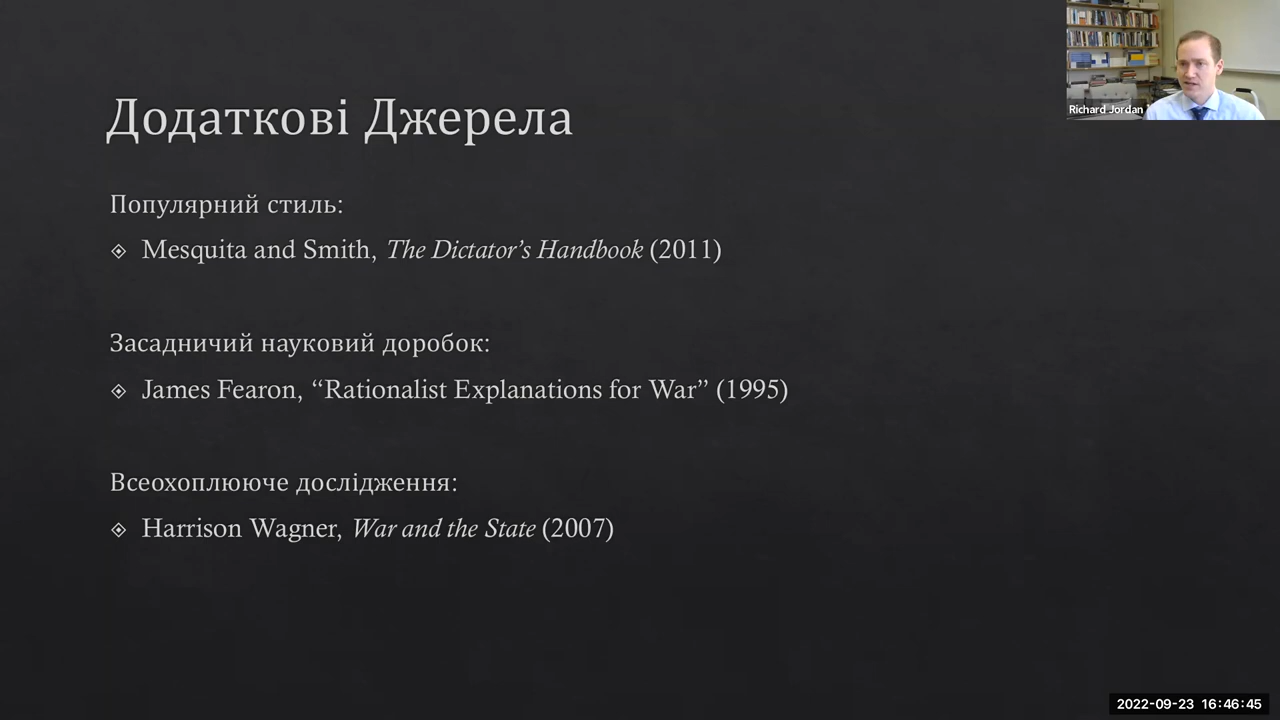 Додаткові Джерела
Популярний стиль:
Mesquita and Smith, The Dictator’s Handbook (2011)
Засадничий науковий доробок:
James Fearon, “Rationalist Explanations for War” (1995)
Всеохоплююче дослідження:
Harrison Wagner, War and the State (2007)
Richard Jordan
2022-09-23 16:46:45